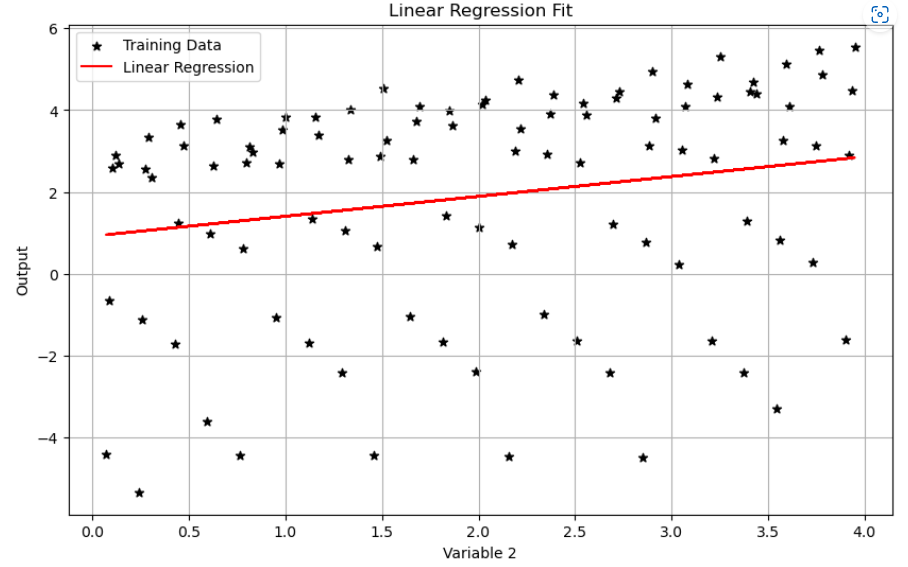 Linear Regression Fit
Training Data
Linear Regression
6
4
2
0
−2
−4
Output
0.0 0.5 1.0 1.5 2.0 2.5 3.0 3.5 4.0
Variable 2